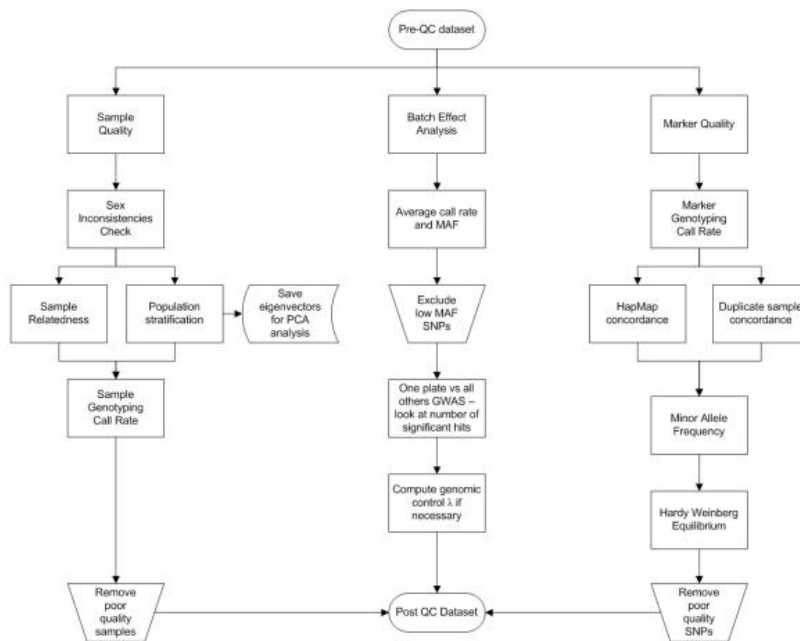 Pre-QC dataset
Sample
Quality
Batch Effect
Analysis
Marker Quality
Sex
Inconsistencies
Check
Average call rate
and MAF
Marker
Genotyping
Call Rate
Sample
Relatedness
Population
stratification
Save
eigenvectors
for PCA
analysis
Exclude
low MAF
SNPs
HapMap
concordance
Duplicate sample
concordance
Sample
Genotyping
Call Rate
One plate vs all
others GWAS –
look at number of
significant hits
Minor Allele
Frequency
Compute genomic
control λ if
necessary
Hardy Weinberg
Equilibrium
Remove
poor
quality
samples
Post QC Dataset
Remove
poor
quality
SNPs